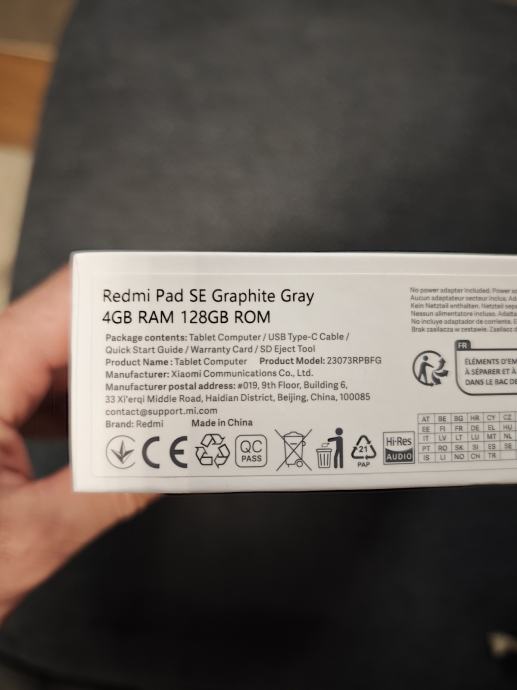 Redmi Pad SE Graphite Gray
4GB RAM 128GB ROM
Package contents: Tablet Computer / USB Type-C Cable /
Quick Start Guide / Warranty Card / SD Eject Tool
Product Name : Tablet Computer Product Model: 23073RPBFG
Manufacturer: Xiaomi Communications Co., Ltd.
Manufacturer postal address: #019, 9th Floor, Building 6,
33 Xi'erqi Middle Road, Haidian District, Beijing, China, 100085
contact@support.mi.com
Brand: Redmi Made in China
CE
QC
PASS
21
PAP
Hi-Res
AUDIO
No power adapter included. Power
Aucun adaptateur secteur inclus.
Kein Netzteil enthalten. Netzteil
Nessun alimentatore incluso.
No incluye adaptador de corriente.
Brak zasilacza w zestawie. Zasilacz
FR
ÉLÉMENTS D'EM
À SÉPARER ET À
DANS LE BAC DE
AT BE BG HR CY CZ
EE FI FR DE EL HU
IT LV LT LU MT NL
PT RO SK SI ES SE
IS LI NO CH TR